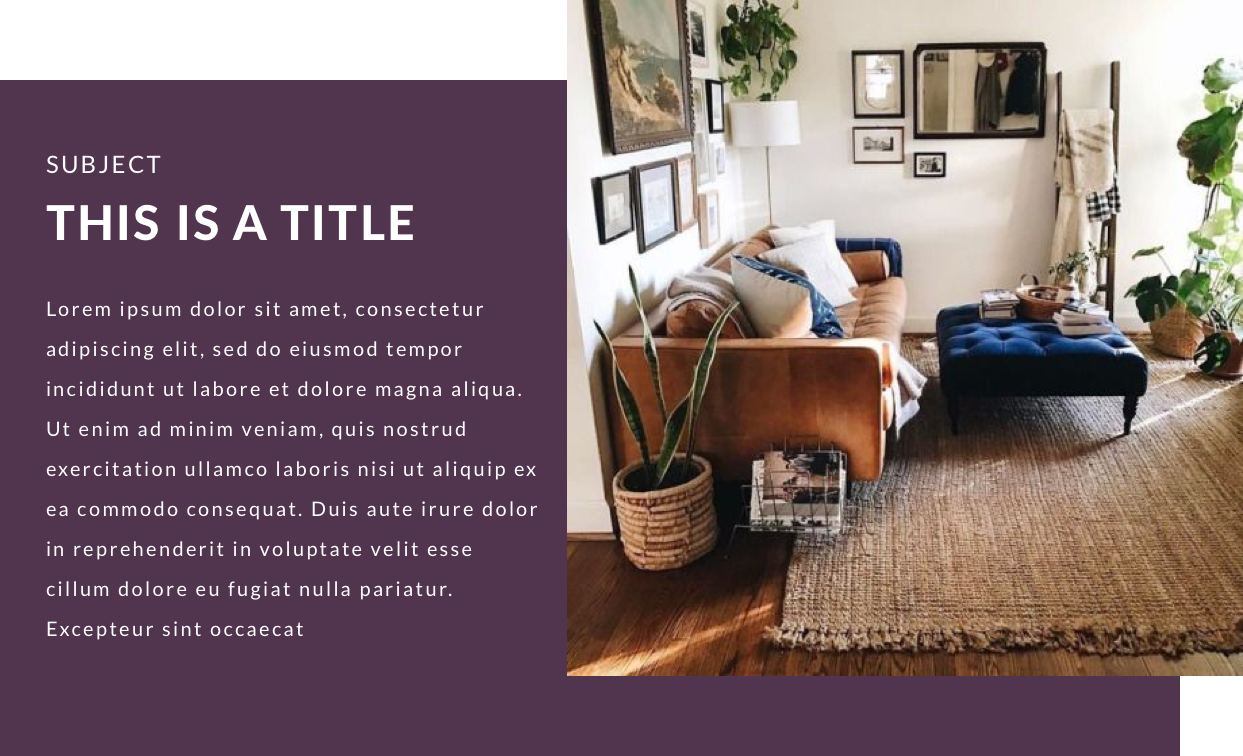 SUBJECT
THIS IS A TITLE
Lorem ipsum dolor sit amet, consectetur
adipiscing elit, sed do eiusmod tempor
incididunt ut labore et dolore magna aliqua.
Ut enim ad minim veniam, quis nostrud
exercitation ullamco laboris nisi ut aliquip ex
ea commodo consequat. Duis aute irure dolor
in reprehenderit in voluptate velit esse
cillum dolore eu fugiat nulla pariatur.
Excepteur sint occaecat